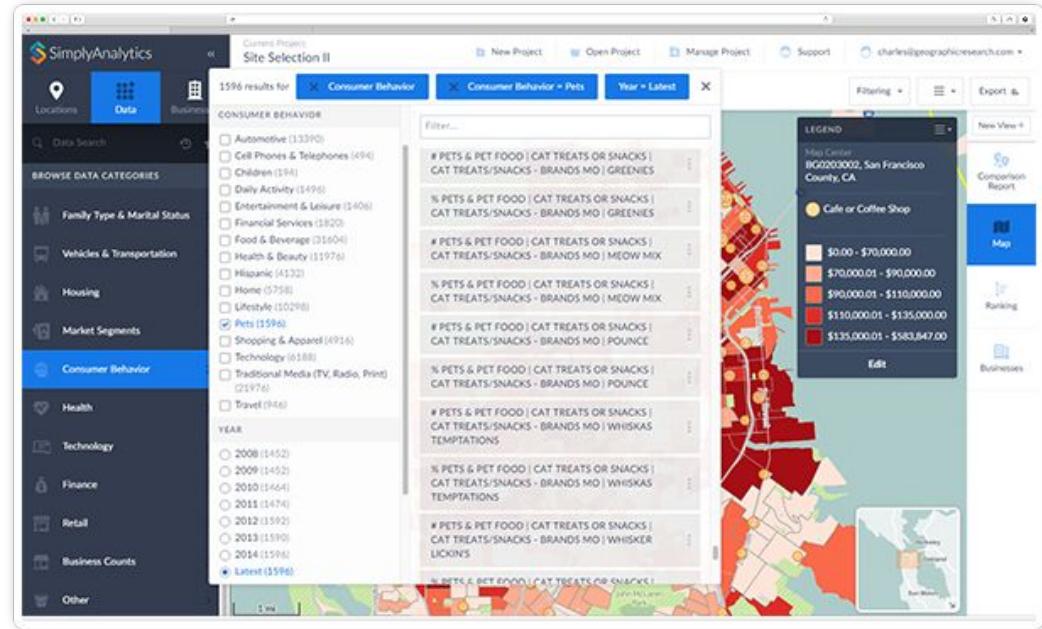 SimplyAnalytics
«
Current Project:
Site Selection II
New Project
Open Project
Manage Project
Support
charles@geographicresearch.com
Locations
Data
Business
Data Search
BROWSE DATA CATEGORIES
Family Type & Marital Status
Vehicles & Transportation
Housing
Market Segments
Consumer Behavior
Health
Technology
Finance
Retail
Business Counts
Other
1596 results for
Consumer Behavior
Consumer Behavior = Pets
Year = Latest
CONSUMER BEHAVIOR
Automotive (13390)
Cell Phones & Telephones (494)
Children (194)
Daily Activity (1496)
Entertainment & Leisure (1406)
Financial Services (1820)
Food & Beverage (31604)
Health & Beauty (11976)
Hispanic (4132)
Home (5758)
Lifestyle (10298)
Pets (1596)
Shopping & Apparel (4916)
Technology (6188)
Traditional Media (TV, Radio, Print)
(21976)
Travel (946)
YEAR
2008 (1452)
2009 (1452)
2010 (1464)
2011 (1474)
2012 (1592)
2013 (1590)
2014 (1596)
Latest (1596)
Filter...
# PETS & PET FOOD | CAT TREATS OR SNACKS |
CAT TREATS/SNACKS - BRANDS MO | GREENIES
% PETS & PET FOOD | CAT TREATS OR SNACKS |
CAT TREATS/SNACKS - BRANDS MO | GREENIES
# PETS & PET FOOD | CAT TREATS OR SNACKS |
CAT TREATS/SNACKS - BRANDS MO | MEOW MIX
% PETS & PET FOOD | CAT TREATS OR SNACKS |
CAT TREATS/SNACKS - BRANDS MO | MEOW MIX
# PETS & PET FOOD | CAT TREATS OR SNACKS |
CAT TREATS/SNACKS - BRANDS MO | POUNCE
% PETS & PET FOOD | CAT TREATS OR SNACKS |
CAT TREATS/SNACKS - BRANDS MO | POUNCE
# PETS & PET FOOD | CAT TREATS OR SNACKS |
CAT TREATS/SNACKS - BRANDS MO | WHISKAS
TEMPTATIONS
% PETS & PET FOOD | CAT TREATS OR SNACKS |
CAT TREATS/SNACKS - BRANDS MO | WHISKAS
TEMPTATIONS
# PETS & PET FOOD | CAT TREATS OR SNACKS |
CAT TREATS/SNACKS - BRANDS MO | WHISKER
LICKIN'S
% PETS & PET FOOD | CAT TREATS OR SNACKS |
Filtering
Export
LEGEND
Map Center
BG0203002, San Francisco
County, CA
Cafe or Coffee Shop
$0.00 - $70,000.00
$70,000.01 - $90,000.00
$90,000.01 - $110,000.00
$110,000.01 - $135,000.00
$135,000.01 - $583,847.00
Edit
New View +
Comparison
Report
Map
Ranking
Businesses
1 mi
John McLaren
Park